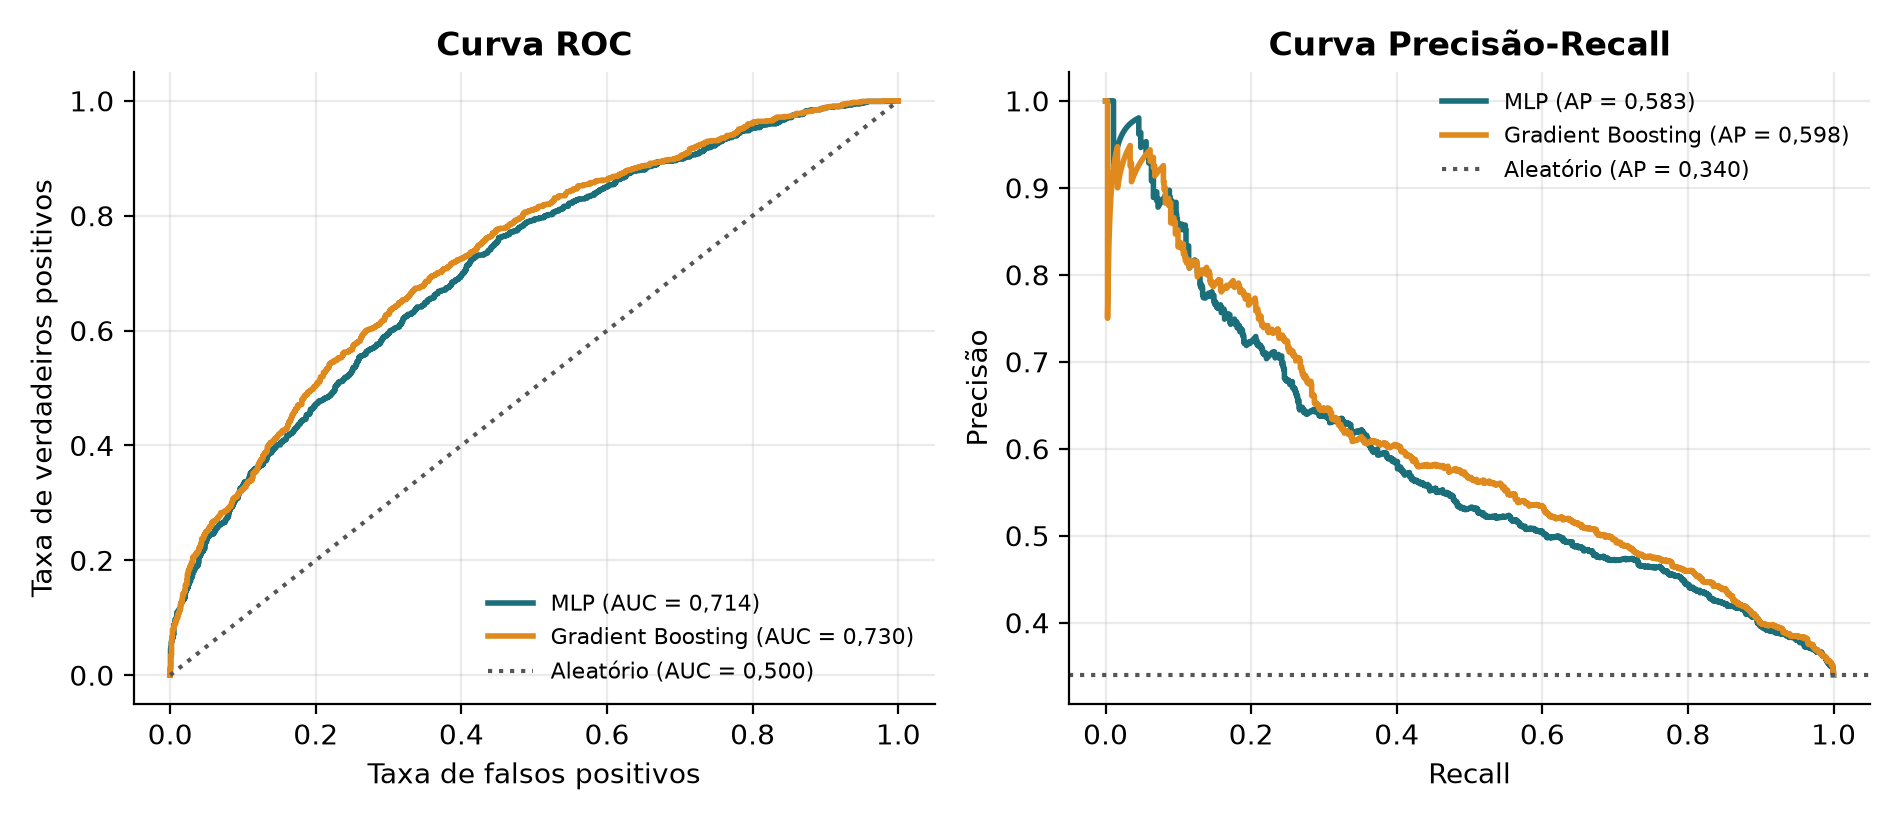 Curva ROC
Taxa de verdadeiros positivos
1.0
0.8
0.6
0.4
0.2
0.0
MLP (AUC = 0,714)
Gradient Boosting (AUC = 0,730)
Aleatório (AUC = 0,500)
0.0 0.2 0.4 0.6 0.8 1.0
Taxa de falsos positivos
Curva Precisão-Recall
Precisão
1.0
0.9
0.8
0.7
0.6
0.5
0.4
MLP (AP = 0,583)
Gradient Boosting (AP = 0,598)
Aleatório (AP = 0,340)
0.0 0.2 0.4 0.6 0.8 1.0
Recall